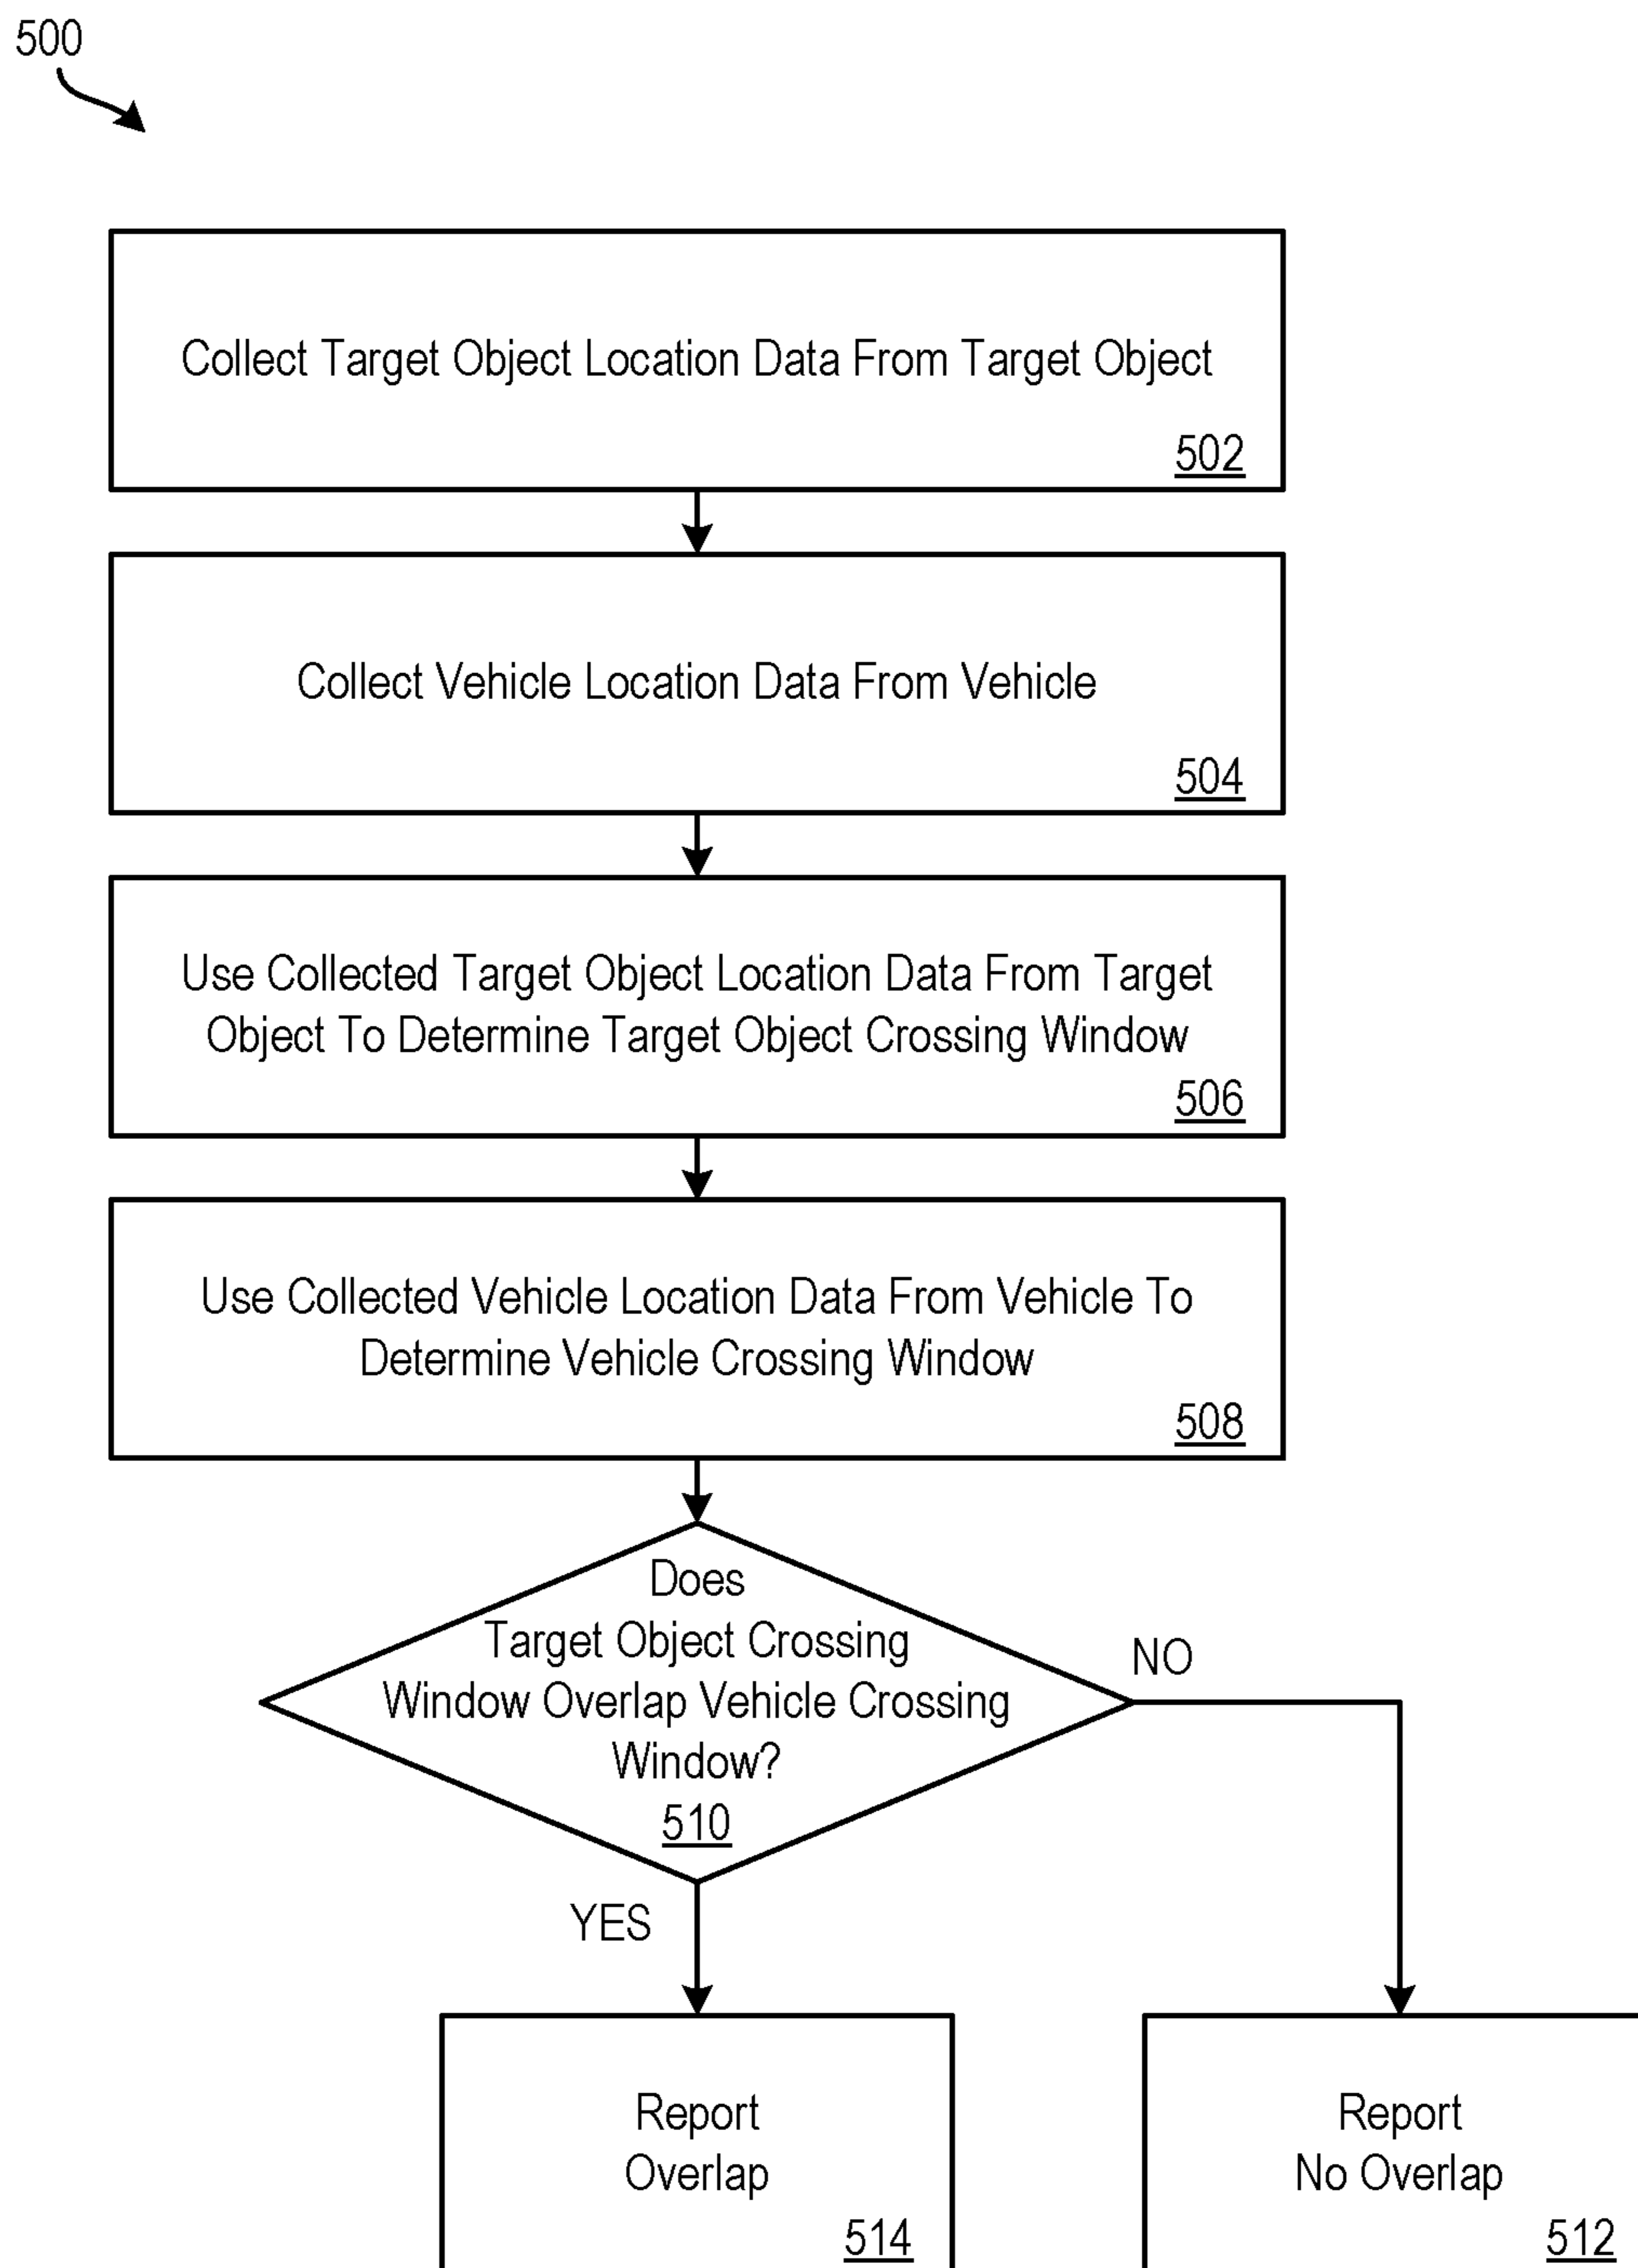 500
Collect Target Object Location Data From Target Object
502
Collect Vehicle Location Data From Vehicle
504
Use Collected Target Object Location Data From Target
Object To Determine Target Object Crossing Window
506
Use Collected Vehicle Location Data From Vehicle To
Determine Vehicle Crossing Window
508
Does
Target Object Crossing
Window Overlap Vehicle Crossing
Window?
510
NO
YES
Report
Overlap
514
Report
No Overlap
512